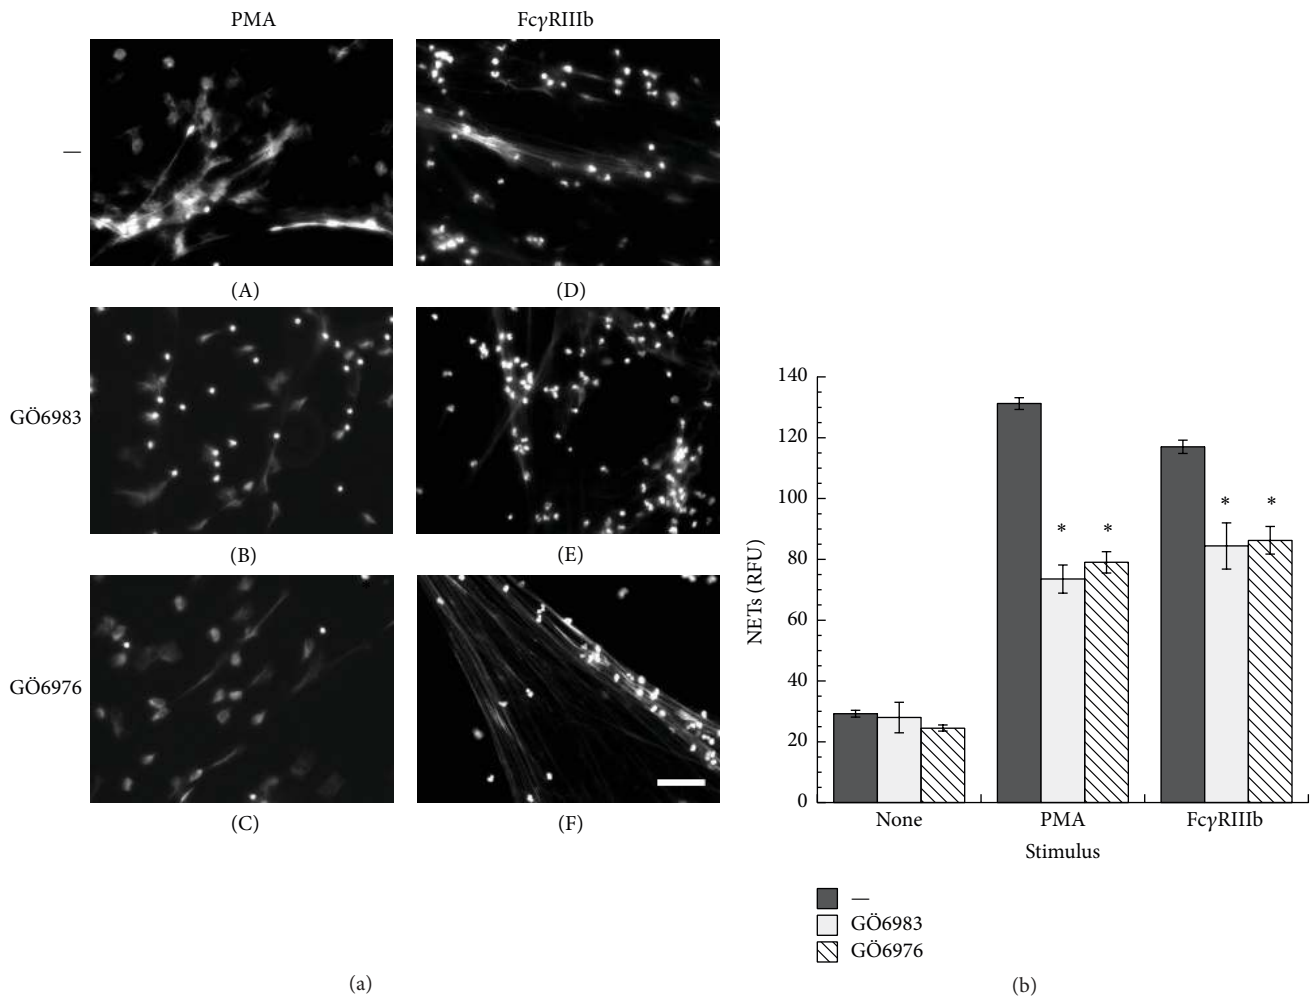 PMA
FcγRIIIb
—
(A)
(D)
GÖ6983
(B)
(E)
GÖ6976
(C)
(F)
(a)
NETs (RFU)
140
120
100
80
60
40
20
0
* *
* *
None
PMA
FcγRIIIb
Stimulus
—
GÖ6983
GÖ6976
(b)